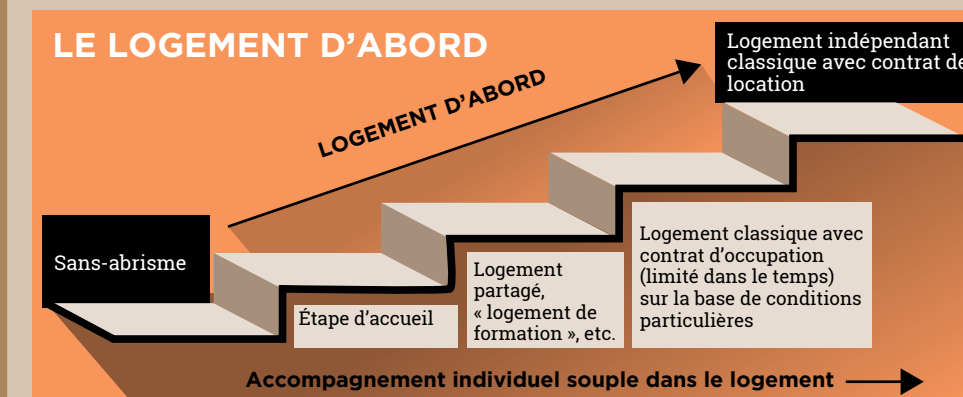 LE LOGEMENT D'ABORD
LOGEMENT D'ABORD
Logement indépendant
classique avec contrat de
location
Sans-abrisme
Étape d'accueil
Logement
partagé,
« logement de
formation », etc.
Logement classique avec
contrat d'occupation
(limité dans le temps)
sur la base de conditions
particulières
Accompagnement individuel souple dans le logement